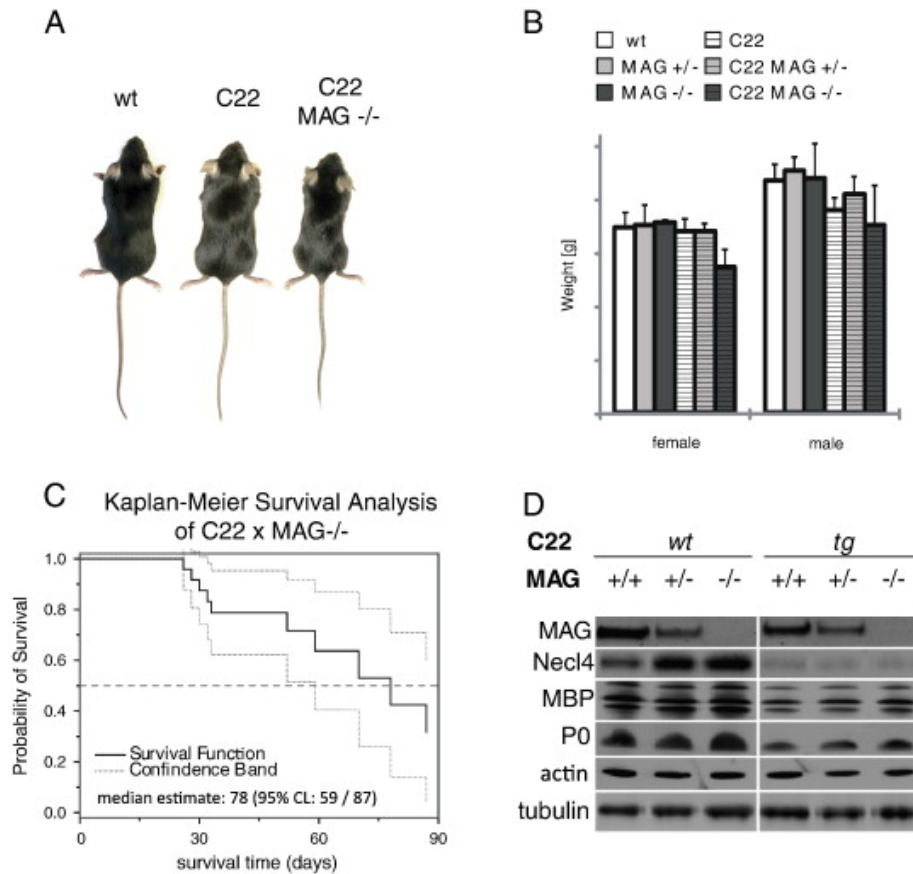 A
wt
C22
C22
MAG -/-
B
wt
C22
MAG +/-
C22 MAG +/-
MAG -/-
C22 MAG -/-
Weight [g]
female
male
C
Kaplan-Meier Survival Analysis
of C22 x MAG-/-
Probability of Survival
1.0
0.8
0.6
0.4
0.2
0.0
Survival Function
Confindence Band
median estimate: 78 (95% CL: 59 / 87)
0
30
60
90
survival time (days)
D
C22 wt tg
MAG +/+ +/- -/- +/+ +/- -/-
MAG
Necl4
MBP
P0
actin
tubulin